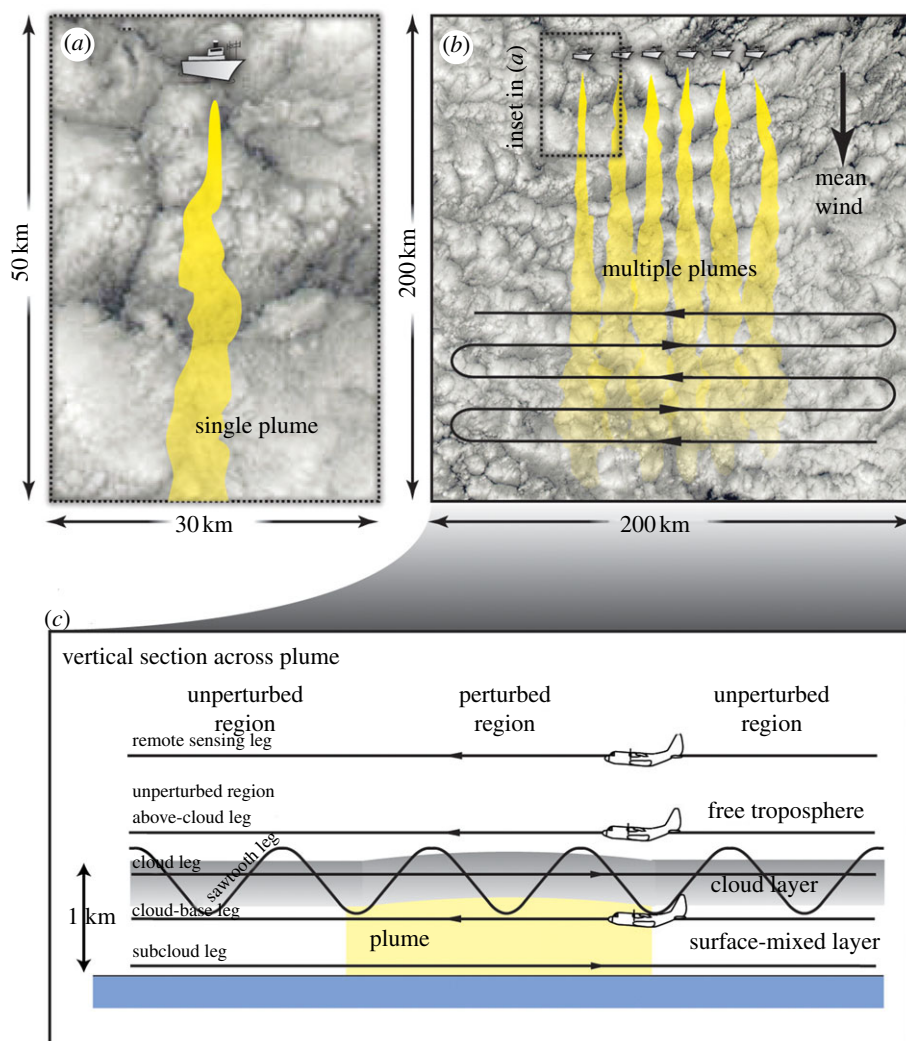 (a)
50 km
single plume
30 km
(b)
inset in (a)
mean
wind
multiple plumes
200 km
200 km
(c)
vertical section across plume
unperturbed
region
perturbed
region
unperturbed
region
remote sensing leg
unperturbed region
above-cloud leg
free troposphere
cloud leg
sawtooth leg
cloud layer
1 km
cloud-base leg
plume
surface-mixed layer
subcloud leg